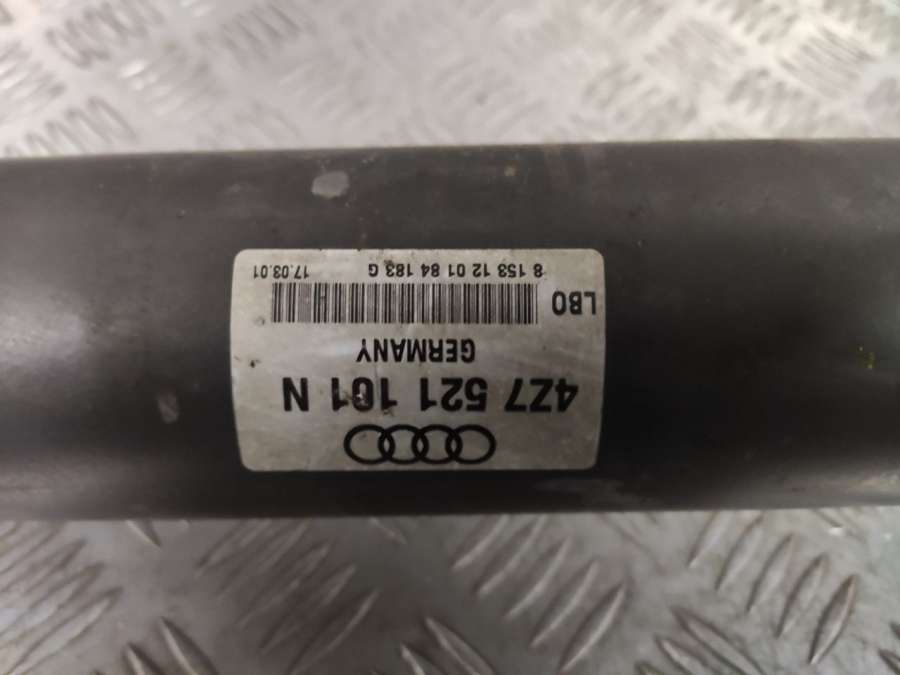 4Z7 521 101 N
GERMANY
LBO
8 153 12 01 84 183 G 17.03.01